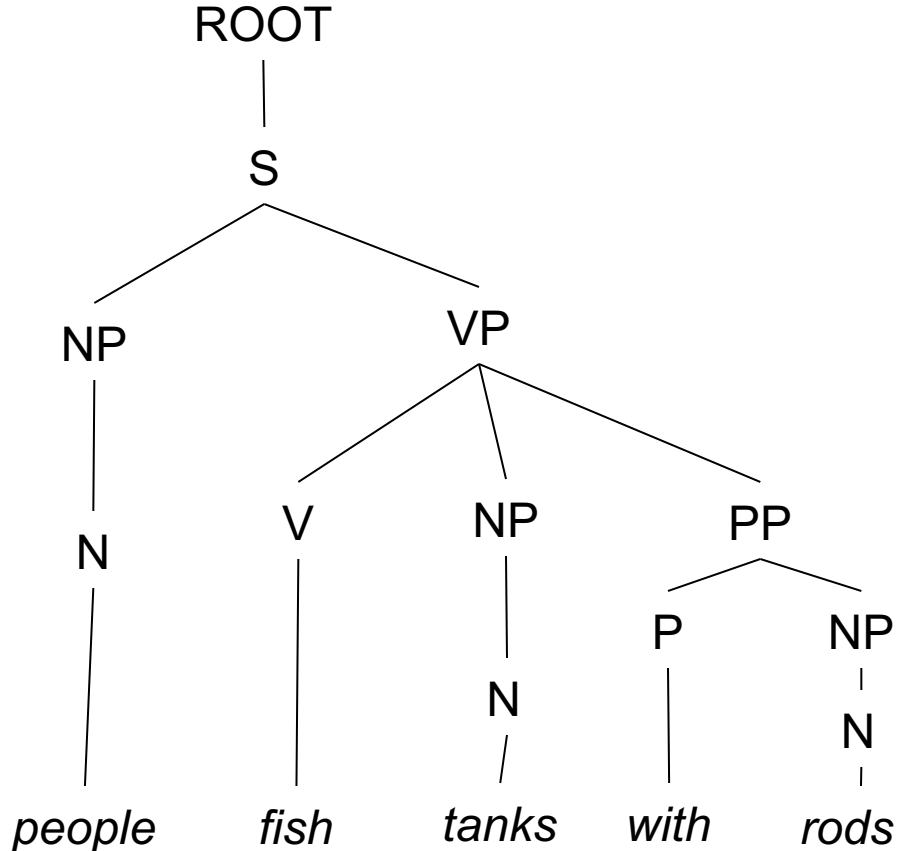 ROOT
S
NP VP
V NP PP
N
P NP
N
N
people fish tanks with rods